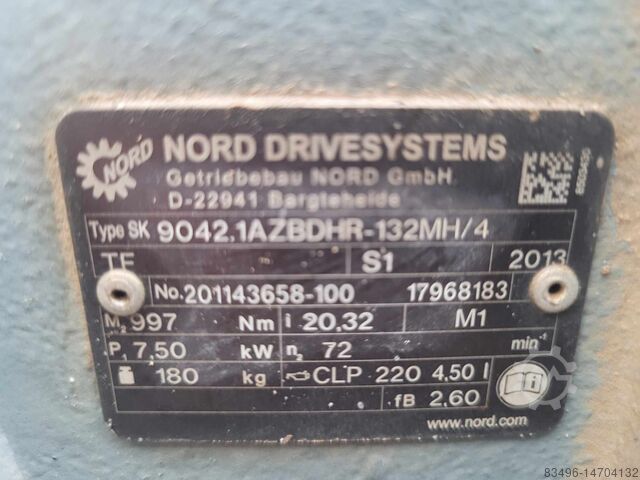 NORD
NORD DRIVESYSTEMS
Getriebebau NORD GmbH
D-22941 Bargteheide
Type SK 9042.1AZBDHR-132MH/4
S1 2013
No. 201143658-100 17968183
M₂ 997 Nm i 20,32 M1
P₁ 7,50 kW n₂ 72 min⁻¹
180 kg CLP 220 4,50 l
fB 2,60
www.nord.com
83496-14704132